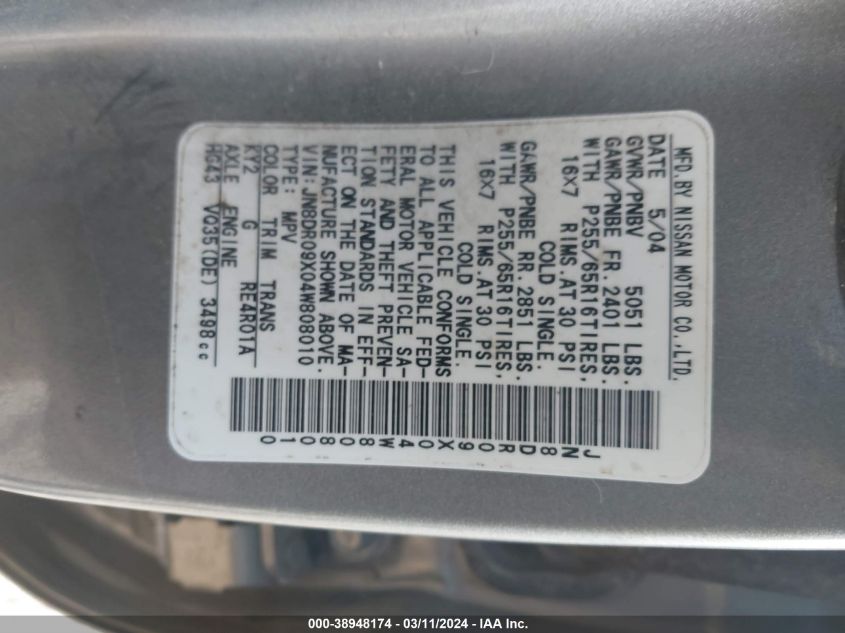 MFD.BY NISSAN MOTOR CO.,LTD.
DATE 5/04
GVWR/PNBV 5051 LBS.
GAWR/PNBE FR. 2401 LBS.
WITH P255/65R16TIRES,
16X7 RIMS.AT 30 PSI
COLD SINGLE.
GAWR/PNBE RR. 2851 LBS.
WITH P255/65R16TIRES,
16X7 RIMS.AT 30 PSI
COLD SINGLE.
THIS VEHICLE CONFORMS
TO ALL APPLICABLE FED-
ERAL MOTOR VEHICLE SA-
FETY AND THEFT PREVEN-
TION STANDARDS IN EFF-
ECT ON THE DATE OF MA-
NUFACTURE SHOWN ABOVE.
VIN: JN8DR09X04W808010
TYPE: MPV
COLOR TRIM TRANS
KY2 G RE4R01A
AXLE ENGINE
HG43 VQ35(DE) 3498cc
JN8DR09X04W808010
000-38948174 - 03/11/2024 - IAA Inc.